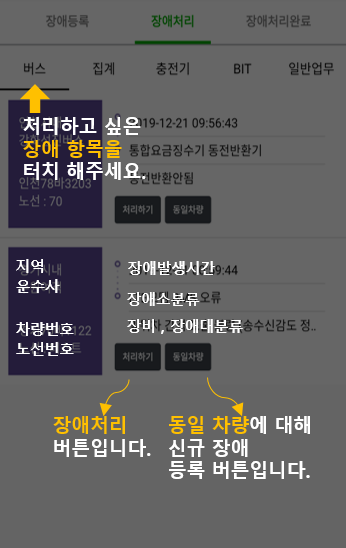 장애등록 장애처리 장애처리완료
버스 집계 충전기 BIT 일반업무
2019-12-21 09:56:43
처리하고 싶은
장애 항목을
터치 해주세요.
통합요금징수기 동전반환기
동전반환안됨
인천78바3203
노선 : 70
처리하기 동일차량
지역
운수사
차량번호
노선번호
장애발생시간
장애소분류
장비 , 장애대분류
9:44
오류
송수신감도 정..
처리하기 동일차량
장애처리
버튼입니다.
동일 차량에 대해
신규 장애
등록 버튼입니다.